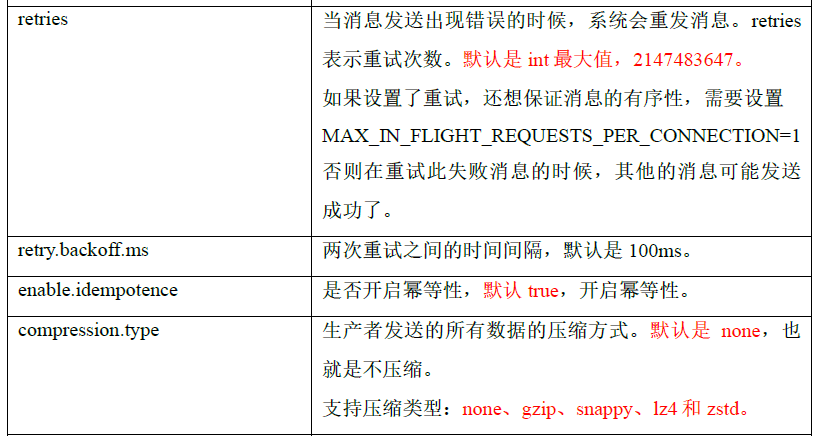 retries
当消息发送出现错误的时候，系统会重发消息。retries
表示重试次数。默认是 int 最大值，2147483647。
如果设置了重试，还想保证消息的有序性，需要设置
MAX_IN_FLIGHT_REQUESTS_PER_CONNECTION=1
否则在重试此失败消息的时候，其他的消息可能发送
成功了。
retry.backoff.ms
两次重试之间的时间间隔，默认是 100ms。
enable.idempotence
是否开启幂等性，默认 true，开启幂等性。
compression.type
生产者发送的所有数据的压缩方式。默认是 none，也
就是不压缩。
支持压缩类型：none、gzip、snappy、lz4 和 zstd。